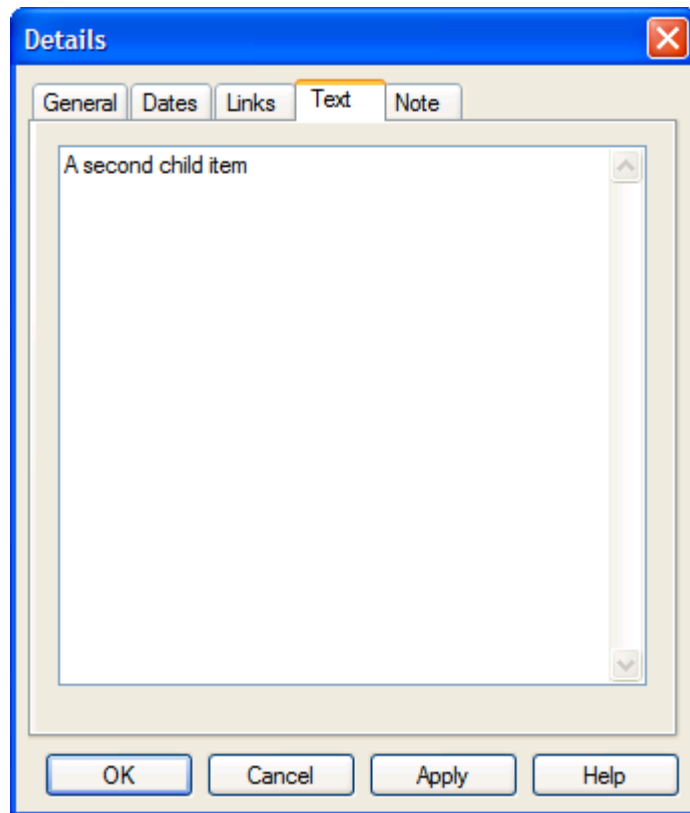 Details
General Dates Links Text Note
A second child item
OK Cancel Apply Help